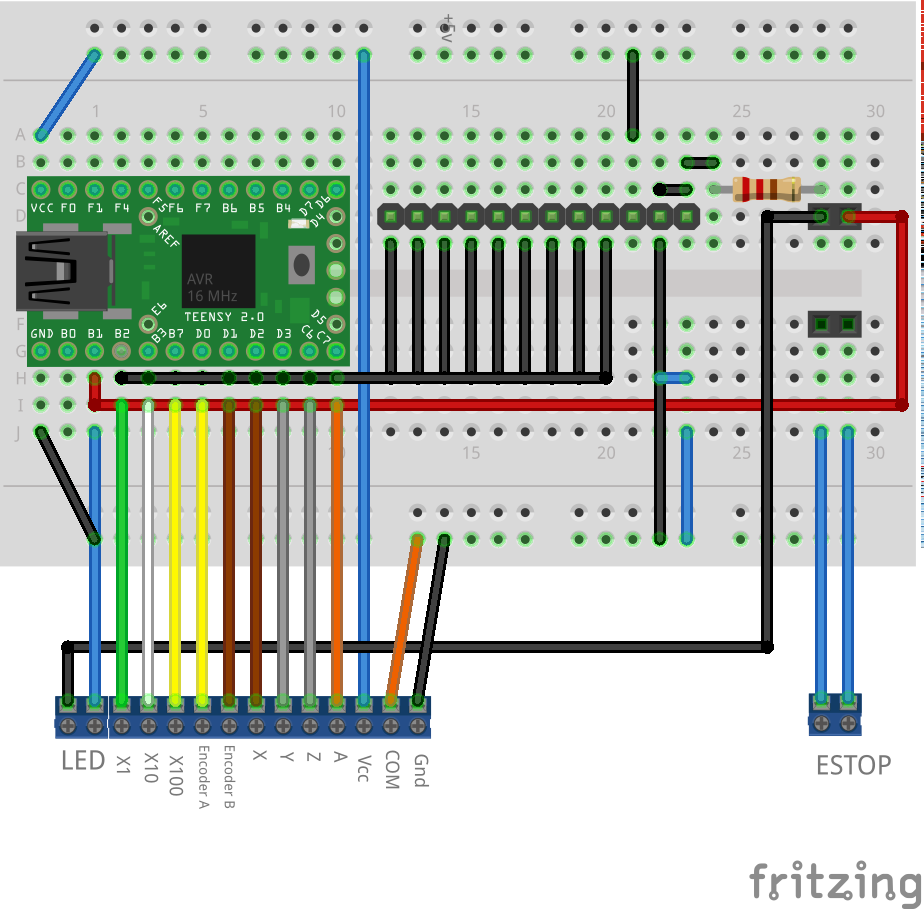 +5V
1 5 10 15 20 25 30
A
B
C
VCC F0 F1 F4 F5 F6 F7 B6 B5 B4 D7 D6
D
D4
AREF
AVR
16 MHz
E6
TEENSY 2.0
D5
F
GND B0 B1 B2 B3 B7 D0 D1 D2 D3 C6 C7
G
H
I
J
10 15 20 25 30
LED X1 X10 X100 Encoder A Encoder B X Y Z A Vcc COM Gnd
ESTOP
fritzing